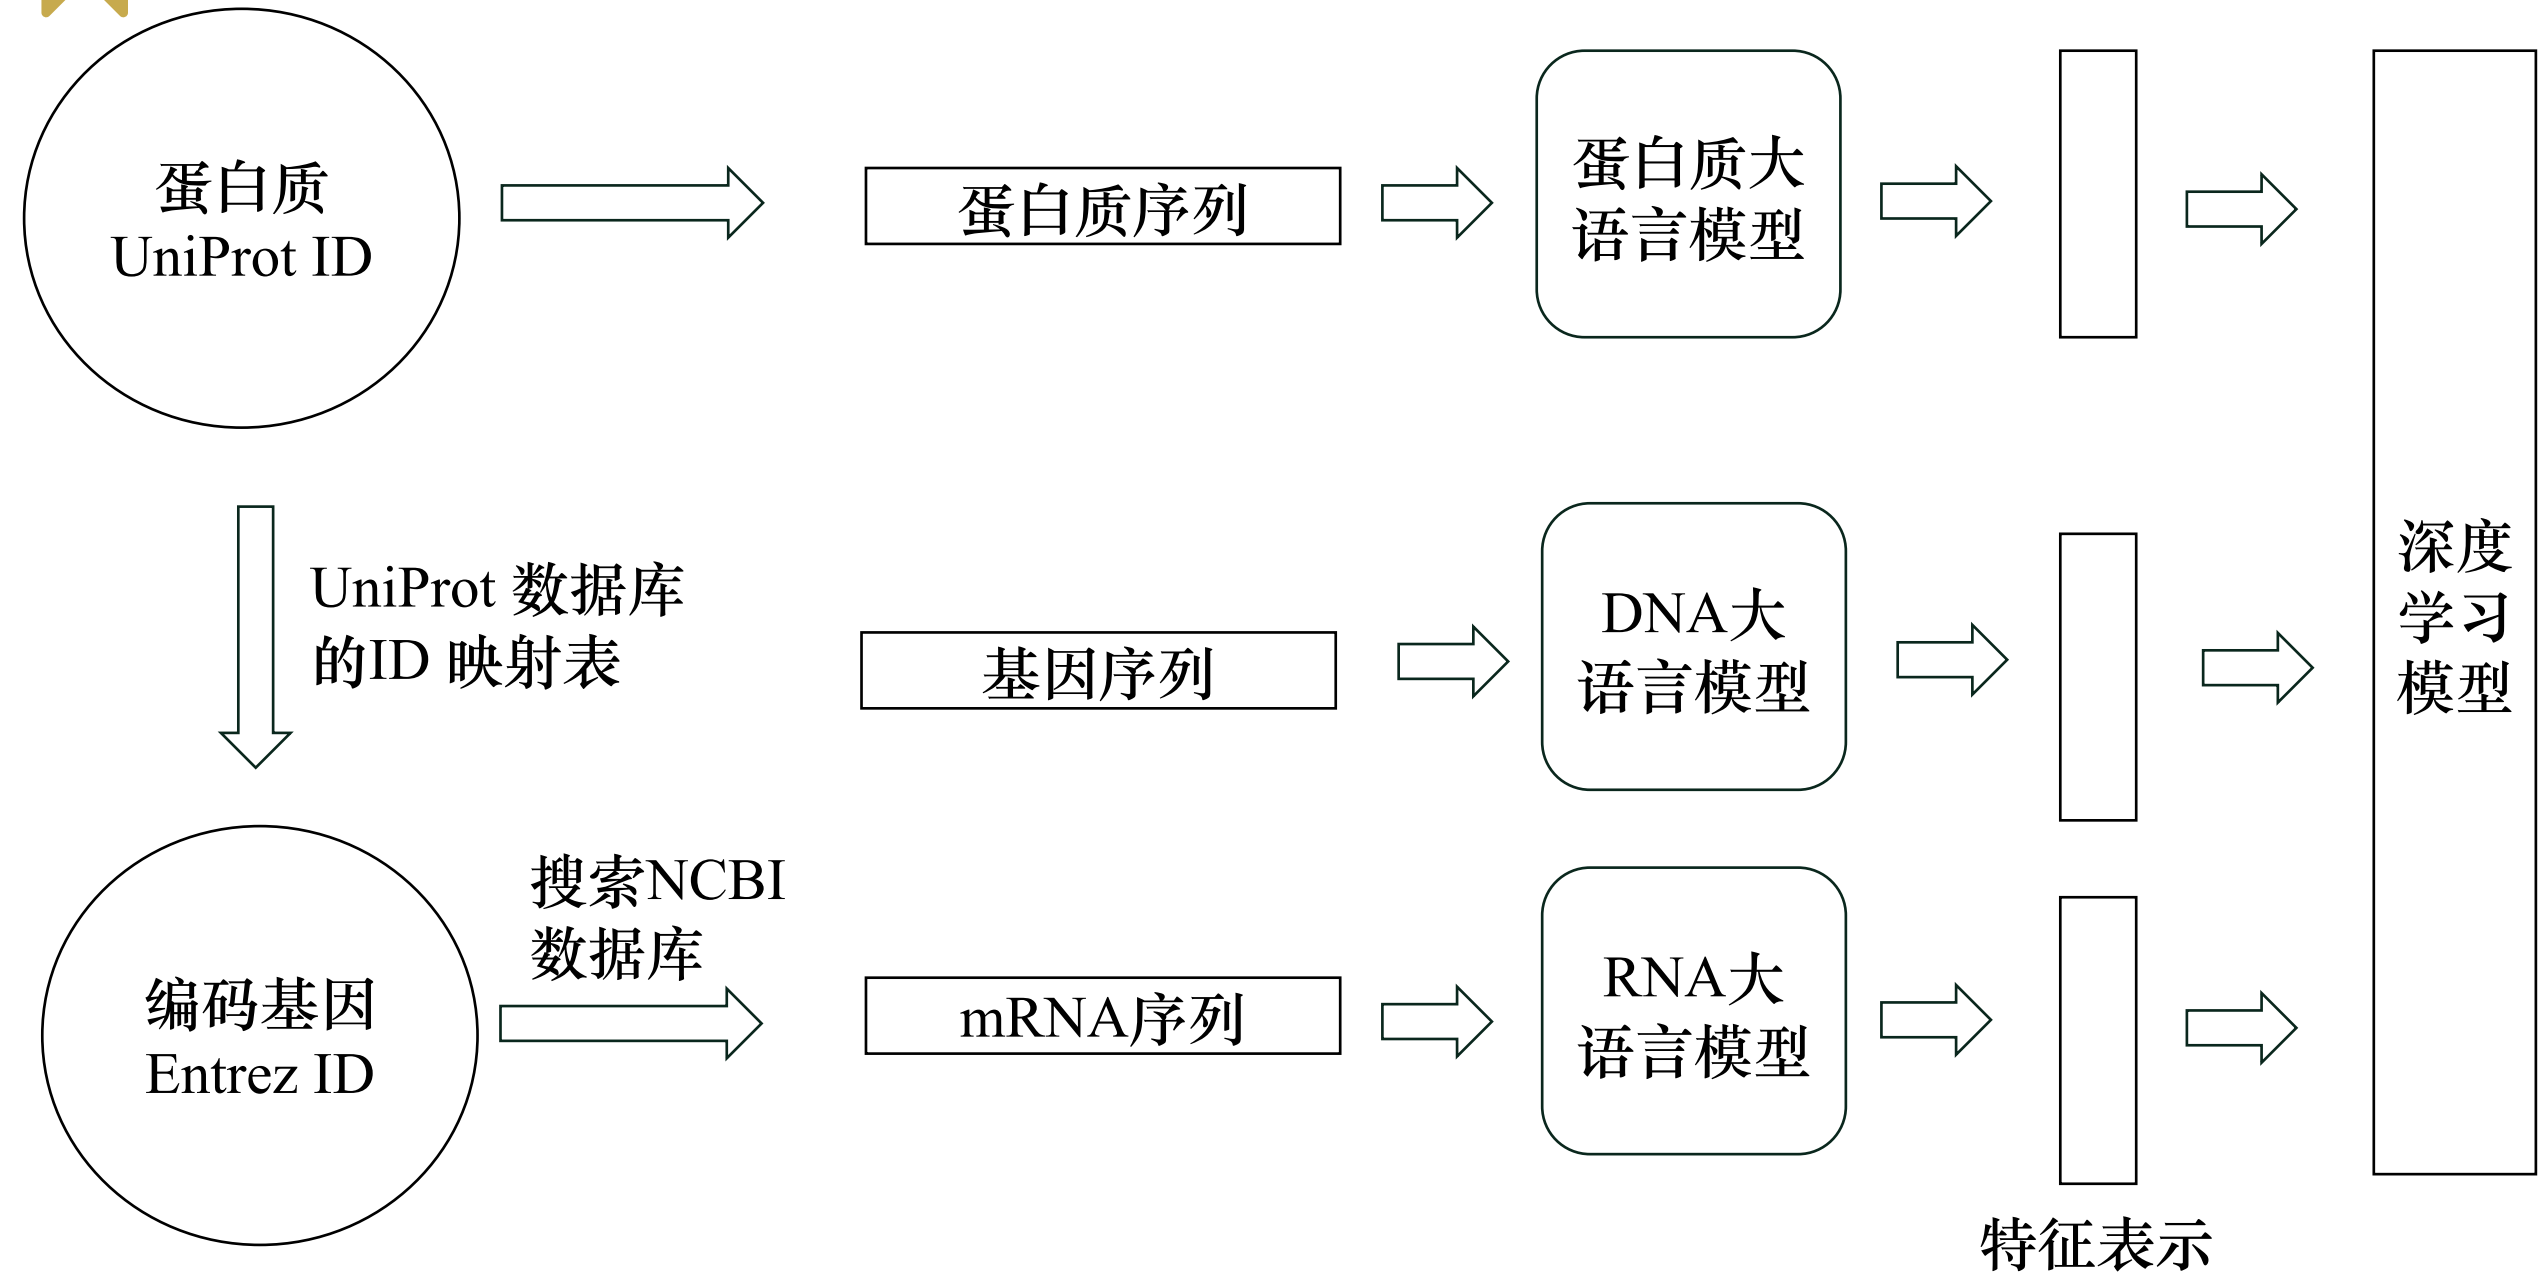 蛋白质
UniProt ID
蛋白质序列
蛋白质大
语言模型
UniProt 数据库
的ID 映射表
基因序列
DNA大
语言模型
深度
学习
模型
编码基因
Entrez ID
搜索NCBI
数据库
mRNA序列
RNA大
语言模型
特征表示